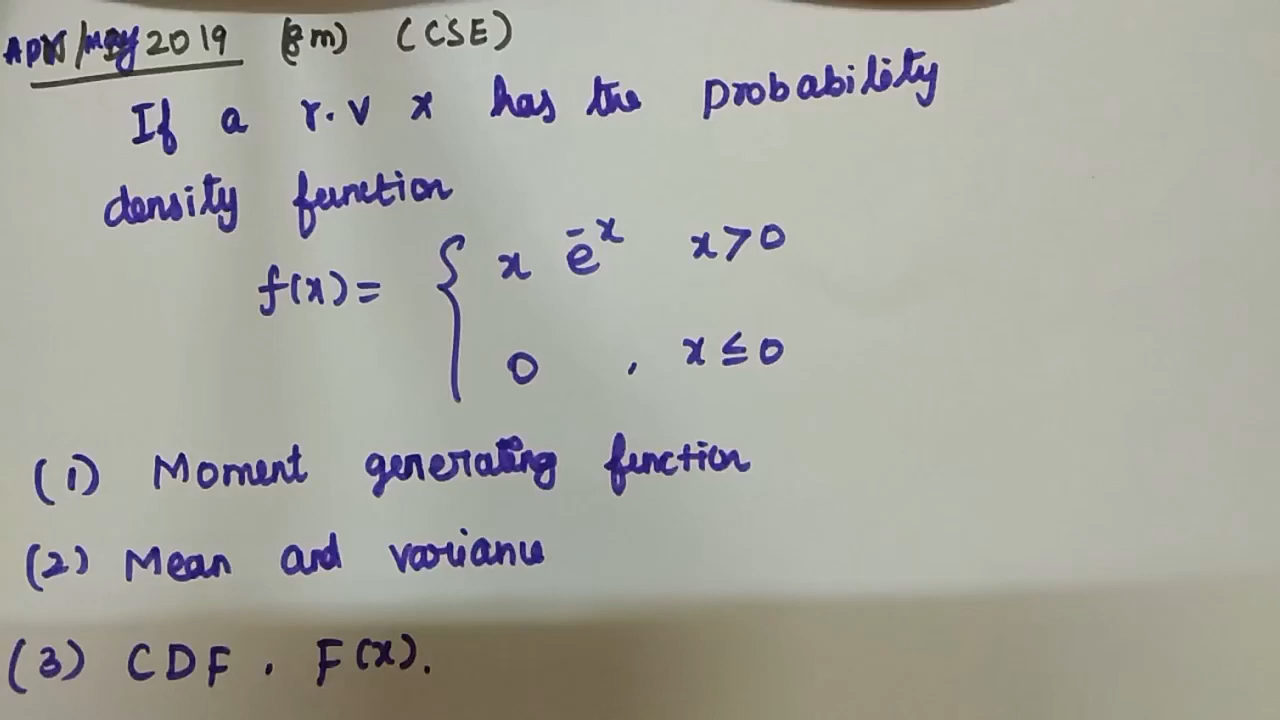 Apr/May 2019 (8m) (CSE)
If a r.v x has the probability
density function
f(x) = { x e⁻ˣ x>0
0 , x ≤ 0
(1) Moment generating function
(2) Mean and variance
(3) CDF . F(x).